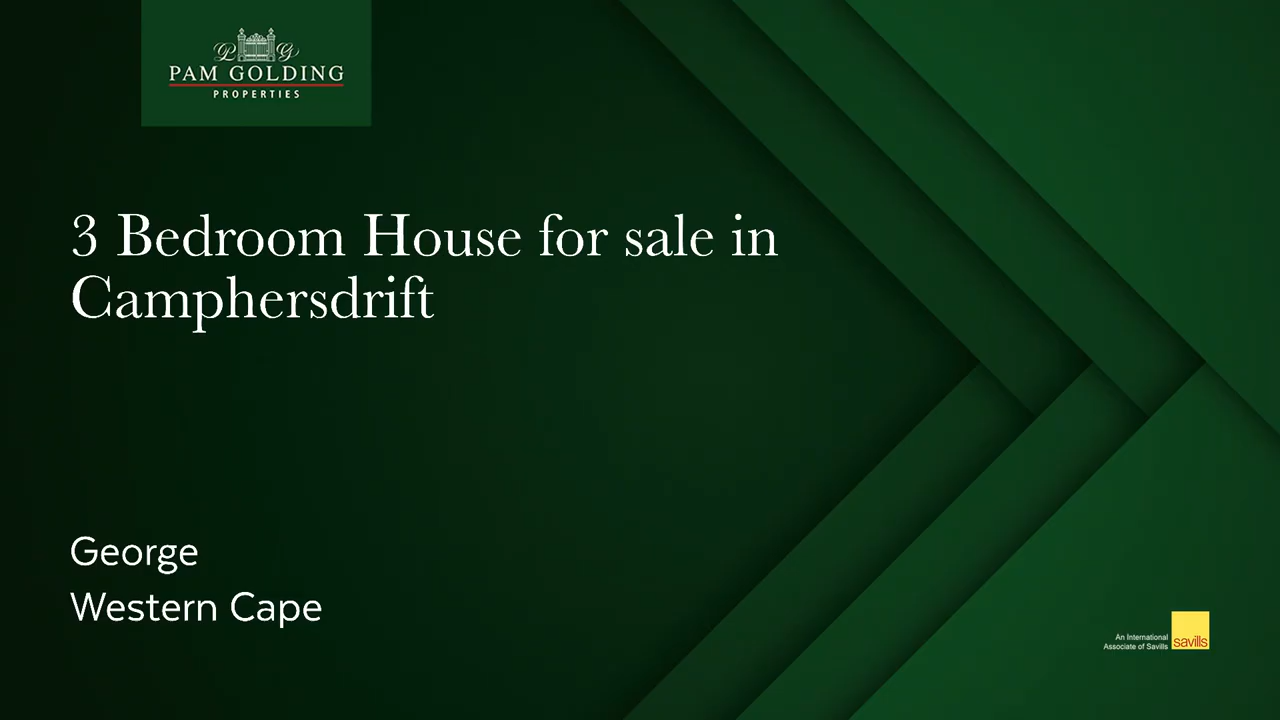 P G
PAM GOLDING
PROPERTIES
3 Bedroom House for sale in
Camphersdrift
George
Western Cape
An International
Associate of Savills
savills